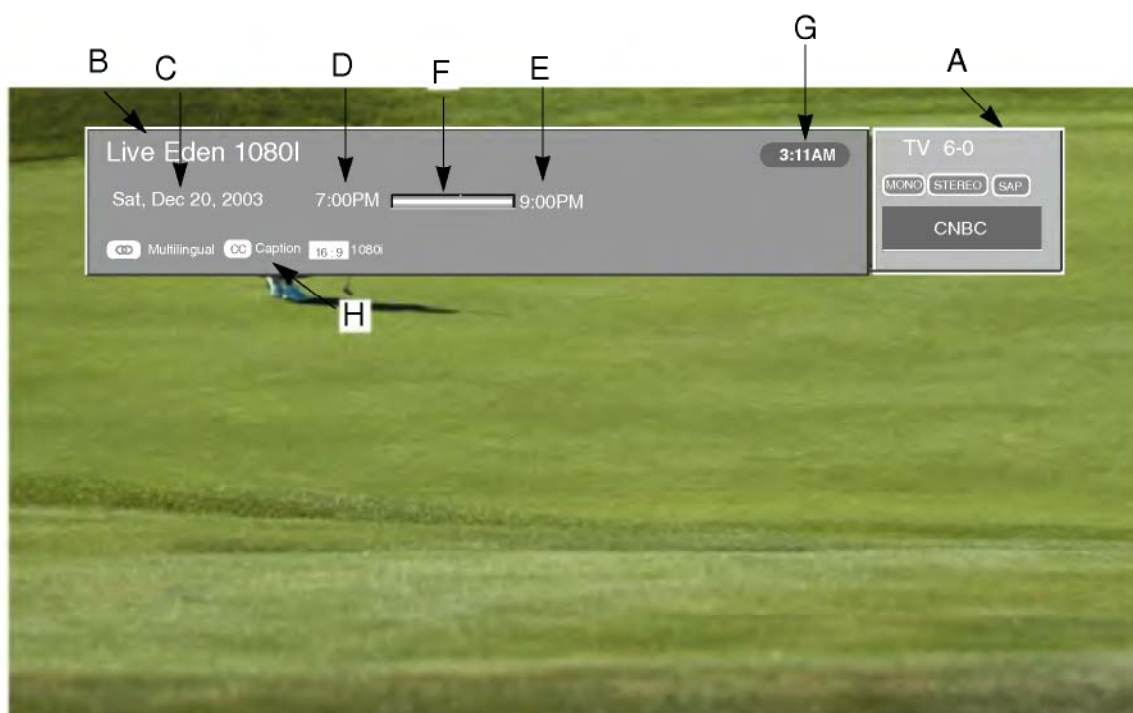 G
B C D F E A
Live Eden 1080I
3:11AM
TV 6-0
Sat, Dec 20, 2003 7:00PM 9:00PM
MONO STEREO SAP
CNBC
Multilingual CC Caption 16:9 1080i
H